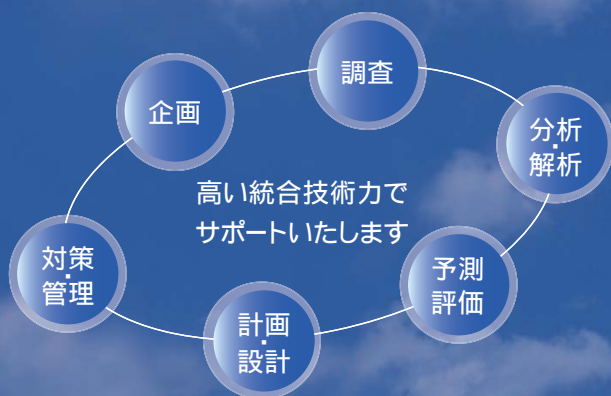 企画
調査
分析
・
解析
予測
評価
計画
・
設計
対策
・
管理
高い統合技術力で
サポートいたします